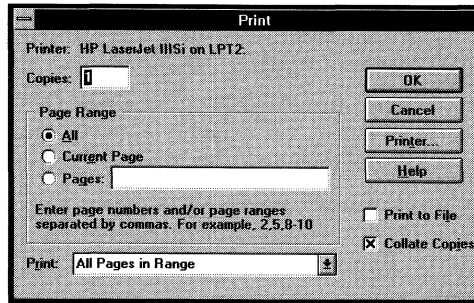 Print
Printer: HP LaserJet IIISi on LPT2:
Copies: 1
OK
Cancel
Printer...
Help
Page Range
All
Current Page
Pages:
Enter page numbers and/or page ranges
separated by commas. For example, 2,5,8-10
Print to File
Collate Copies
Print: All Pages in Range